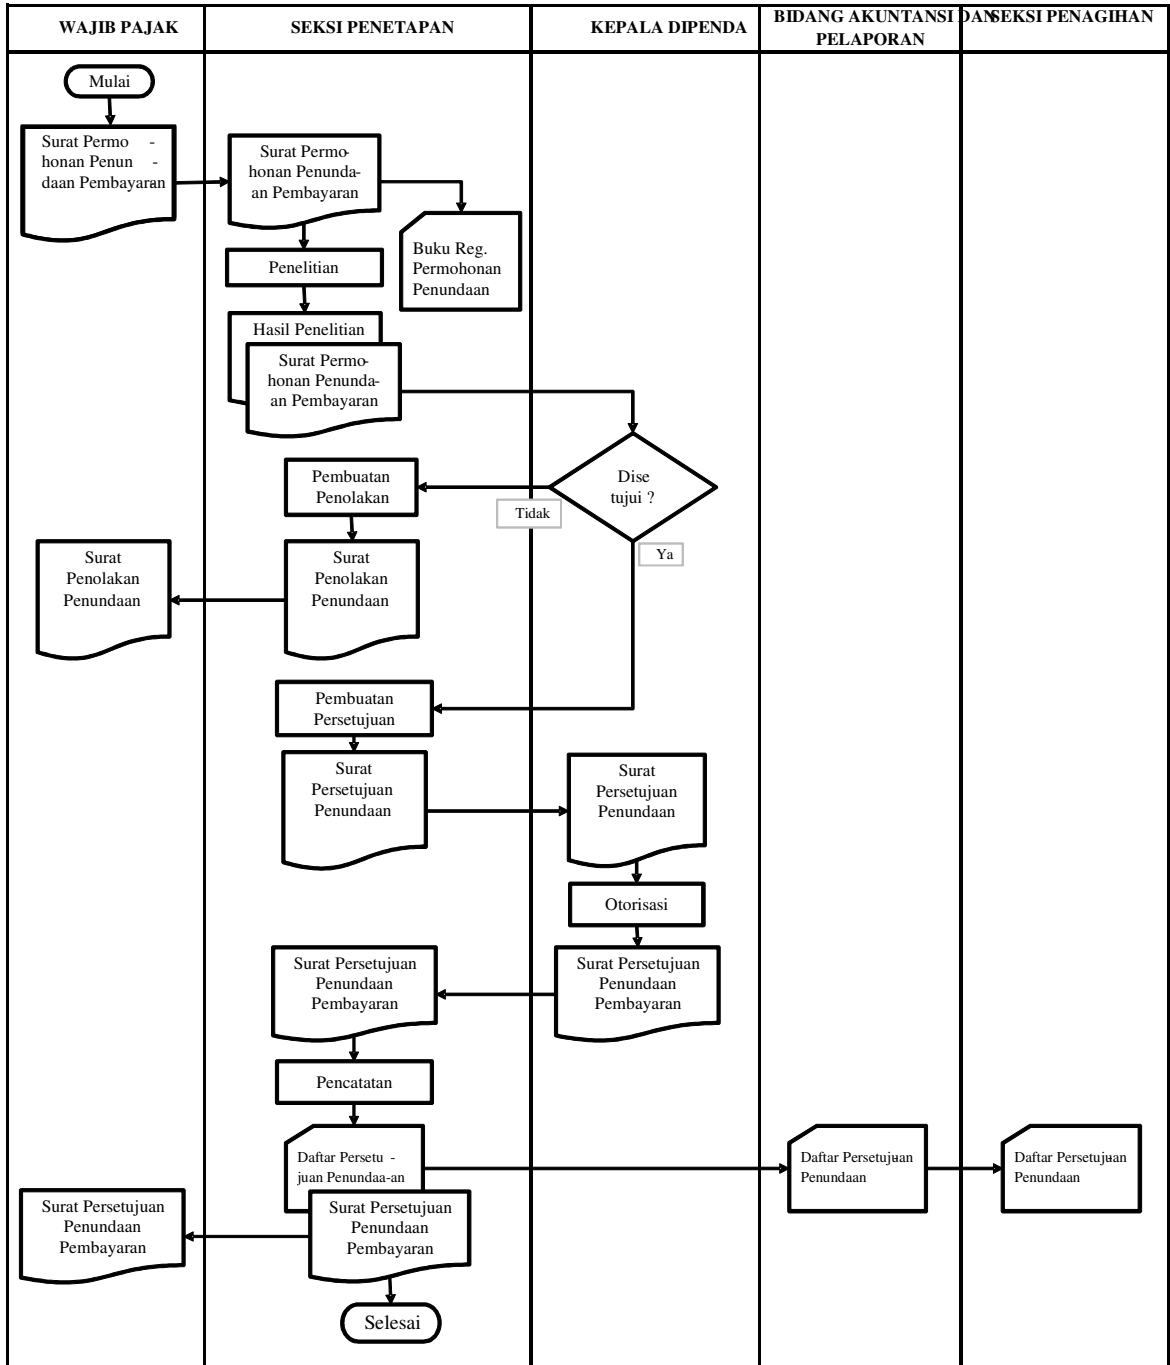 WAJIB PAJAK
SEKSI PENETAPAN
KEPALA DIPENDA
BIDANG AKUNTANSI DAN
PELAPORAN
SEKSI PENAGIHAN
Mulai
Surat Permo -
honan Penun -
daan Pembayaran
Surat Permo-
honan Penunda-
an Pembayaran
Buku Reg.
Permohonan
Penundaan
Penelitian
Hasil Penelitian
Surat Permo-
honan Penunda-
an Pembayaran
Dise
tujui ?
Tidak
Ya
Pembuatan
Penolakan
Surat
Penolakan
Penundaan
Surat
Penolakan
Penundaan
Pembuatan
Persetujuan
Surat
Persetujuan
Penundaan
Surat
Persetujuan
Penundaan
Otorisasi
Surat Persetujuan
Penundaan
Pembayaran
Surat Persetujuan
Penundaan
Pembayaran
Pencatatan
Daftar Persetu -
juan Penundaa-an
Daftar Persetujuan
Penundaan
Daftar Persetujuan
Penundaan
Surat Persetujuan
Penundaan
Pembayaran
Surat Persetujuan
Penundaan
Pembayaran
Selesai